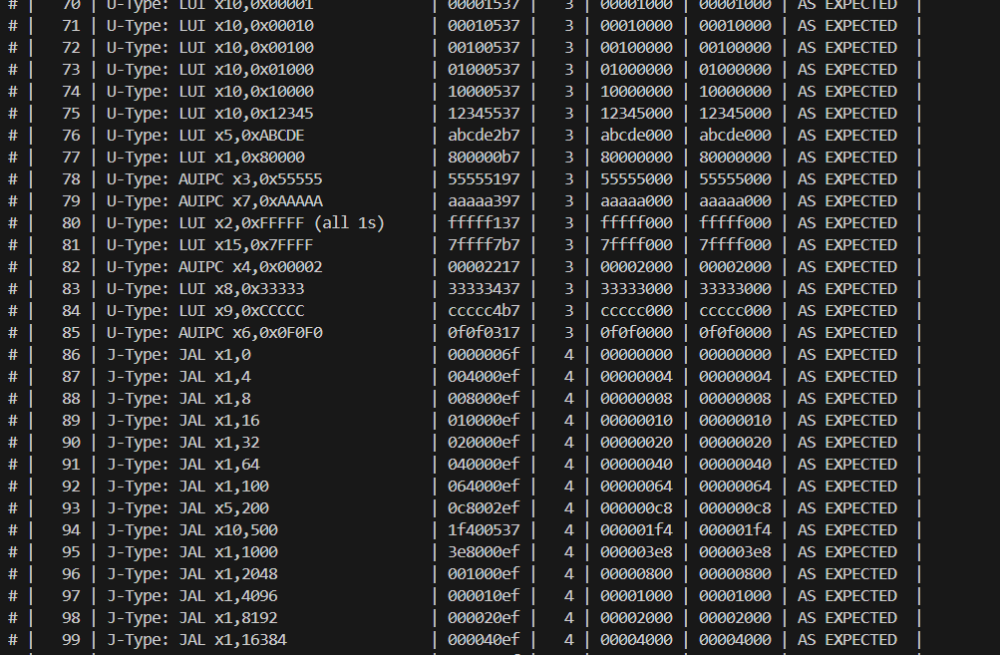 # |   70 | U-Type: LUI x10,0x00001            | 00001537 |   3 | 00001000 | 00001000 | AS EXPECTED  |
# |   71 | U-Type: LUI x10,0x00010            | 00010537 |   3 | 00010000 | 00010000 | AS EXPECTED  |
# |   72 | U-Type: LUI x10,0x00100            | 00100537 |   3 | 00100000 | 00100000 | AS EXPECTED  |
# |   73 | U-Type: LUI x10,0x01000            | 01000537 |   3 | 01000000 | 01000000 | AS EXPECTED  |
# |   74 | U-Type: LUI x10,0x10000            | 10000537 |   3 | 10000000 | 10000000 | AS EXPECTED  |
# |   75 | U-Type: LUI x10,0x12345            | 12345537 |   3 | 12345000 | 12345000 | AS EXPECTED  |
# |   76 | U-Type: LUI x5,0xABCDE             | abcde2b7 |   3 | abcde000 | abcde000 | AS EXPECTED  |
# |   77 | U-Type: LUI x1,0x80000             | 800000b7 |   3 | 80000000 | 80000000 | AS EXPECTED  |
# |   78 | U-Type: AUIPC x3,0x55555           | 55555197 |   3 | 55555000 | 55555000 | AS EXPECTED  |
# |   79 | U-Type: AUIPC x7,0xAAAAA           | aaaaa397 |   3 | aaaaa000 | aaaaa000 | AS EXPECTED  |
# |   80 | U-Type: LUI x2,0xFFFFF (all 1s)    | fffff137 |   3 | fffff000 | fffff000 | AS EXPECTED  |
# |   81 | U-Type: LUI x15,0x7FFFF            | 7ffff7b7 |   3 | 7ffff000 | 7ffff000 | AS EXPECTED  |
# |   82 | U-Type: AUIPC x4,0x00002           | 00002217 |   3 | 00002000 | 00002000 | AS EXPECTED  |
# |   83 | U-Type: LUI x8,0x33333             | 33333437 |   3 | 33333000 | 33333000 | AS EXPECTED  |
# |   84 | U-Type: LUI x9,0xCCCCC             | ccccc4b7 |   3 | ccccc000 | ccccc000 | AS EXPECTED  |
# |   85 | U-Type: AUIPC x6,0x0F0F0           | 0f0f0317 |   3 | 0f0f0000 | 0f0f0000 | AS EXPECTED  |
# |   86 | J-Type: JAL x1,0                   | 0000006f |   4 | 00000000 | 00000000 | AS EXPECTED  |
# |   87 | J-Type: JAL x1,4                   | 004000ef |   4 | 00000004 | 00000004 | AS EXPECTED  |
# |   88 | J-Type: JAL x1,8                   | 008000ef |   4 | 00000008 | 00000008 | AS EXPECTED  |
# |   89 | J-Type: JAL x1,16                  | 010000ef |   4 | 00000010 | 00000010 | AS EXPECTED  |
# |   90 | J-Type: JAL x1,32                  | 020000ef |   4 | 00000020 | 00000020 | AS EXPECTED  |
# |   91 | J-Type: JAL x1,64                  | 040000ef |   4 | 00000040 | 00000040 | AS EXPECTED  |
# |   92 | J-Type: JAL x1,100                 | 064000ef |   4 | 00000064 | 00000064 | AS EXPECTED  |
# |   93 | J-Type: JAL x5,200                 | 0c8002ef |   4 | 000000c8 | 000000c8 | AS EXPECTED  |
# |   94 | J-Type: JAL x10,500                | 1f400537 |   4 | 000001f4 | 000001f4 | AS EXPECTED  |
# |   95 | J-Type: JAL x1,1000                | 3e8000ef |   4 | 000003e8 | 000003e8 | AS EXPECTED  |
# |   96 | J-Type: JAL x1,2048                | 001000ef |   4 | 00000800 | 00000800 | AS EXPECTED  |
# |   97 | J-Type: JAL x1,4096                | 000010ef |   4 | 00001000 | 00001000 | AS EXPECTED  |
# |   98 | J-Type: JAL x1,8192                | 000020ef |   4 | 00002000 | 00002000 | AS EXPECTED  |
# |   99 | J-Type: JAL x1,16384               | 000040ef |   4 | 00004000 | 00004000 | AS EXPECTED  |